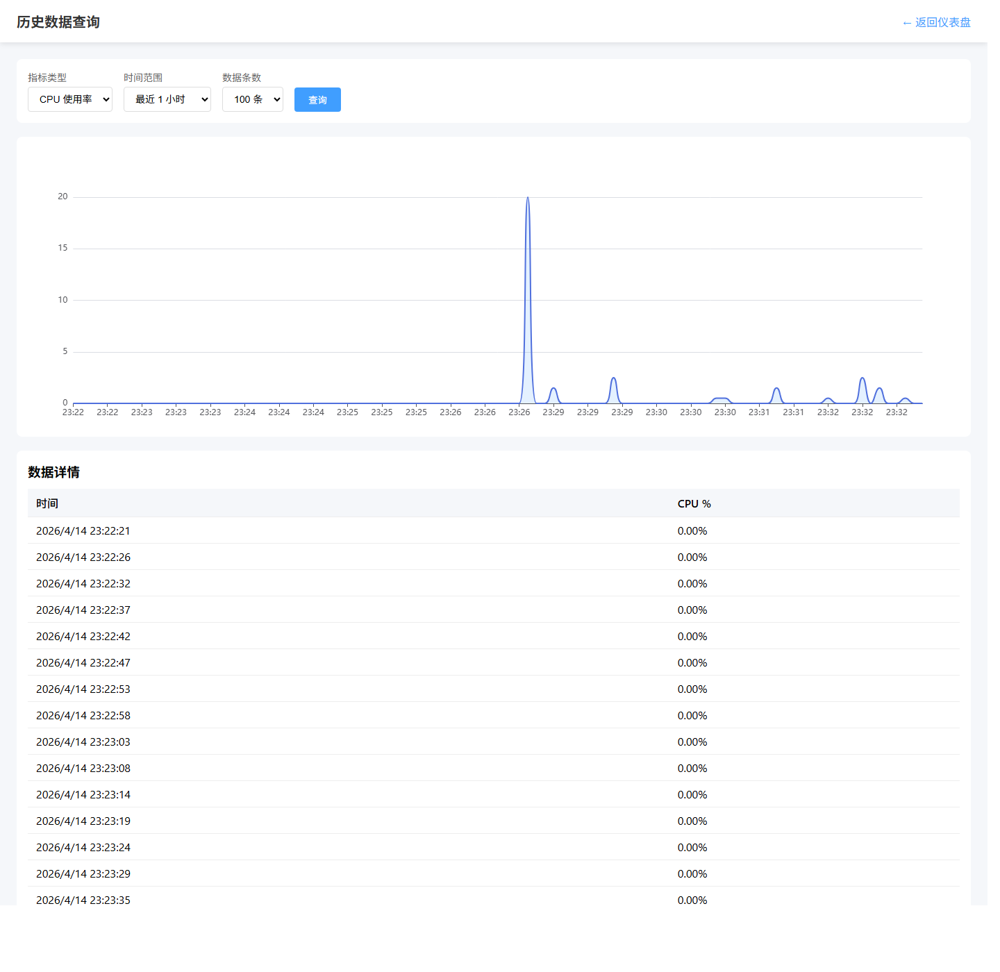 历史数据查询
← 返回仪表盘
指标类型 时间范围 数据条数
CPU 使用率 最近 1 小时 100 条 查询
20
15
10
5
0
23:22 23:22 23:23 23:23 23:23 23:24 23:24 23:24 23:25 23:25 23:25 23:26 23:26 23:26 23:29 23:29 23:29 23:30 23:30 23:30 23:31 23:31 23:32 23:32 23:32
数据详情
时间 CPU %
2026/4/14 23:22:21 0.00%
2026/4/14 23:22:26 0.00%
2026/4/14 23:22:32 0.00%
2026/4/14 23:22:37 0.00%
2026/4/14 23:22:42 0.00%
2026/4/14 23:22:47 0.00%
2026/4/14 23:22:53 0.00%
2026/4/14 23:22:58 0.00%
2026/4/14 23:23:03 0.00%
2026/4/14 23:23:08 0.00%
2026/4/14 23:23:14 0.00%
2026/4/14 23:23:19 0.00%
2026/4/14 23:23:24 0.00%
2026/4/14 23:23:29 0.00%
2026/4/14 23:23:35 0.00%